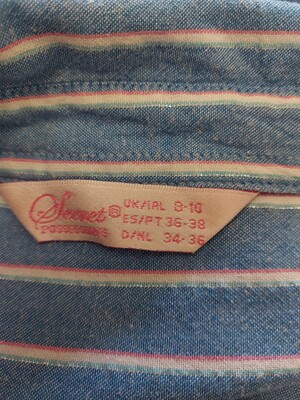 Secret®
POSSESSIONS
UK/IRL 8-10
ES/PT 36-38
D/NL 34-36